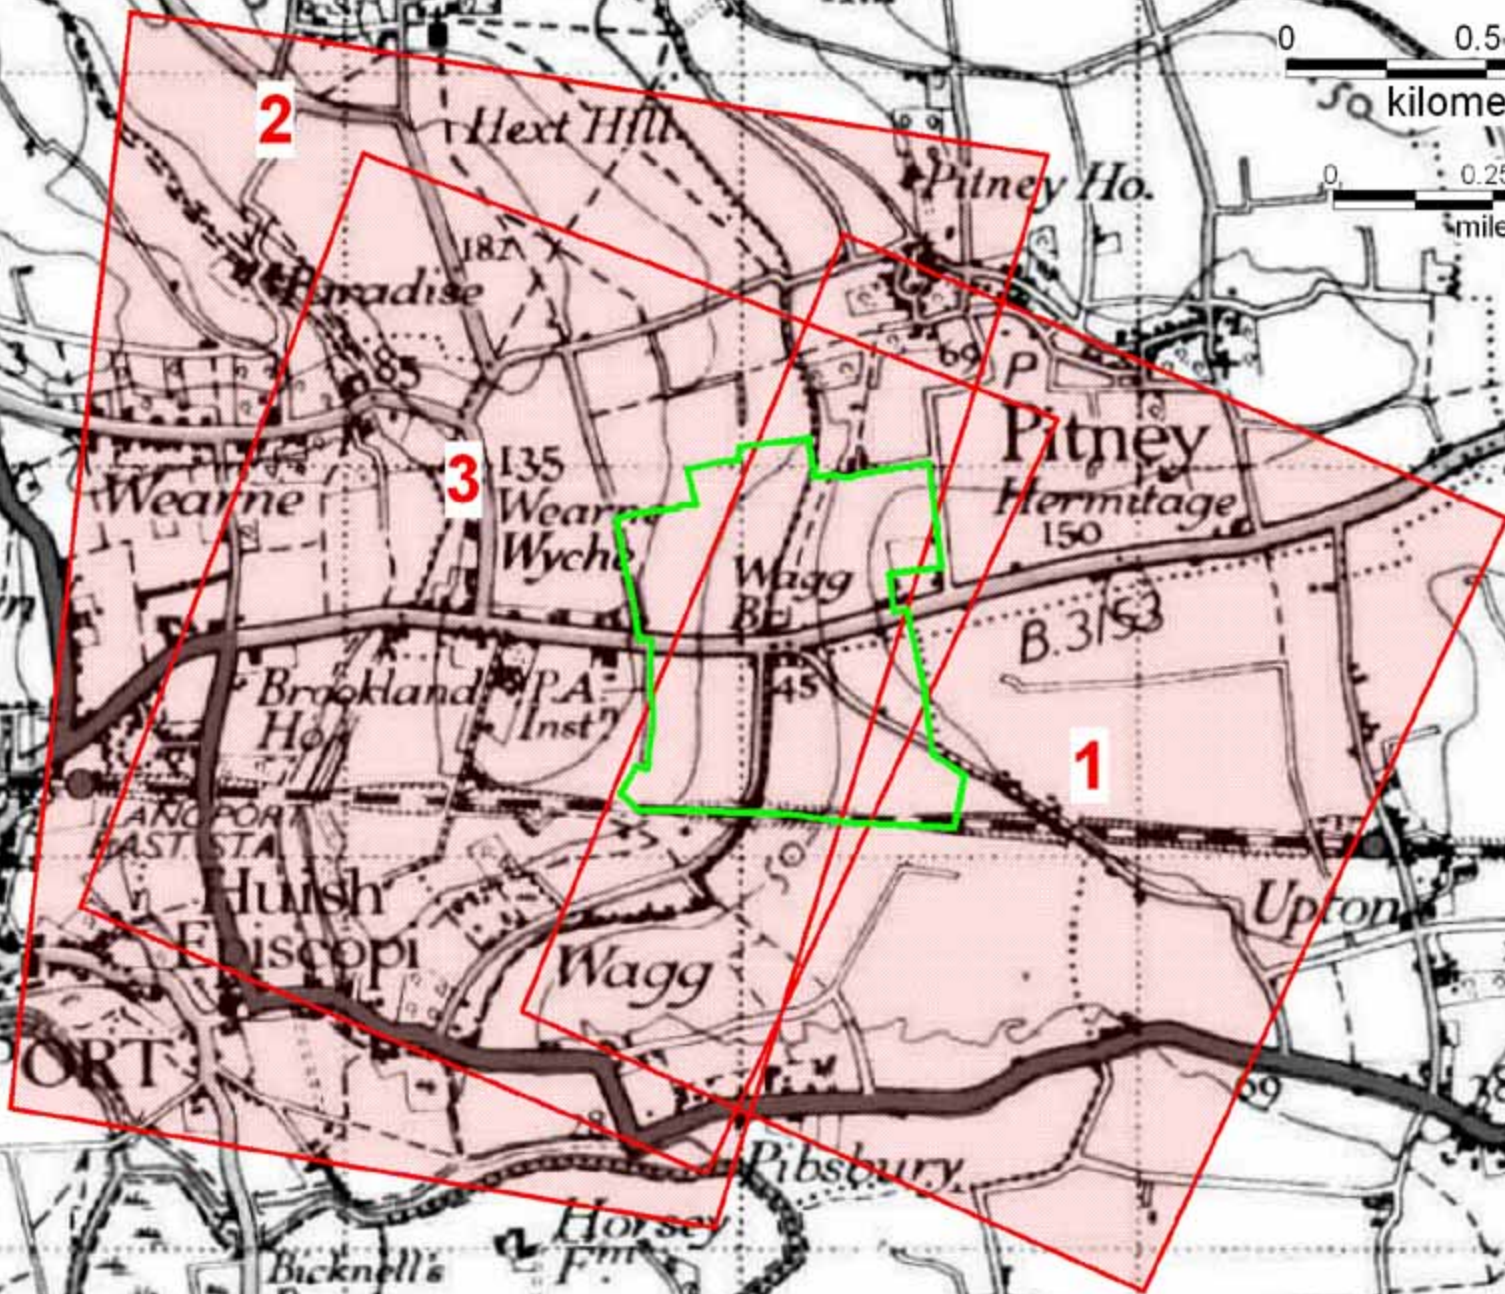 0 0.5
kilome
2
Hext Hill
Pitney Ho.
0 0.25
mile
182
Paradise
85
69
P
Pitney
3
135
Wearne
Wearne
Wyche
Hermitage
150
Wagg
Br.
B.3153
Brookland
Ho.
P.A.
Instn.
45
1
LANGPORT
EAST STA.
Huish
Episcopi
Upton
Wagg
ORT
69
28
Pibsbury
Horsey
Fm.
Bicknell's